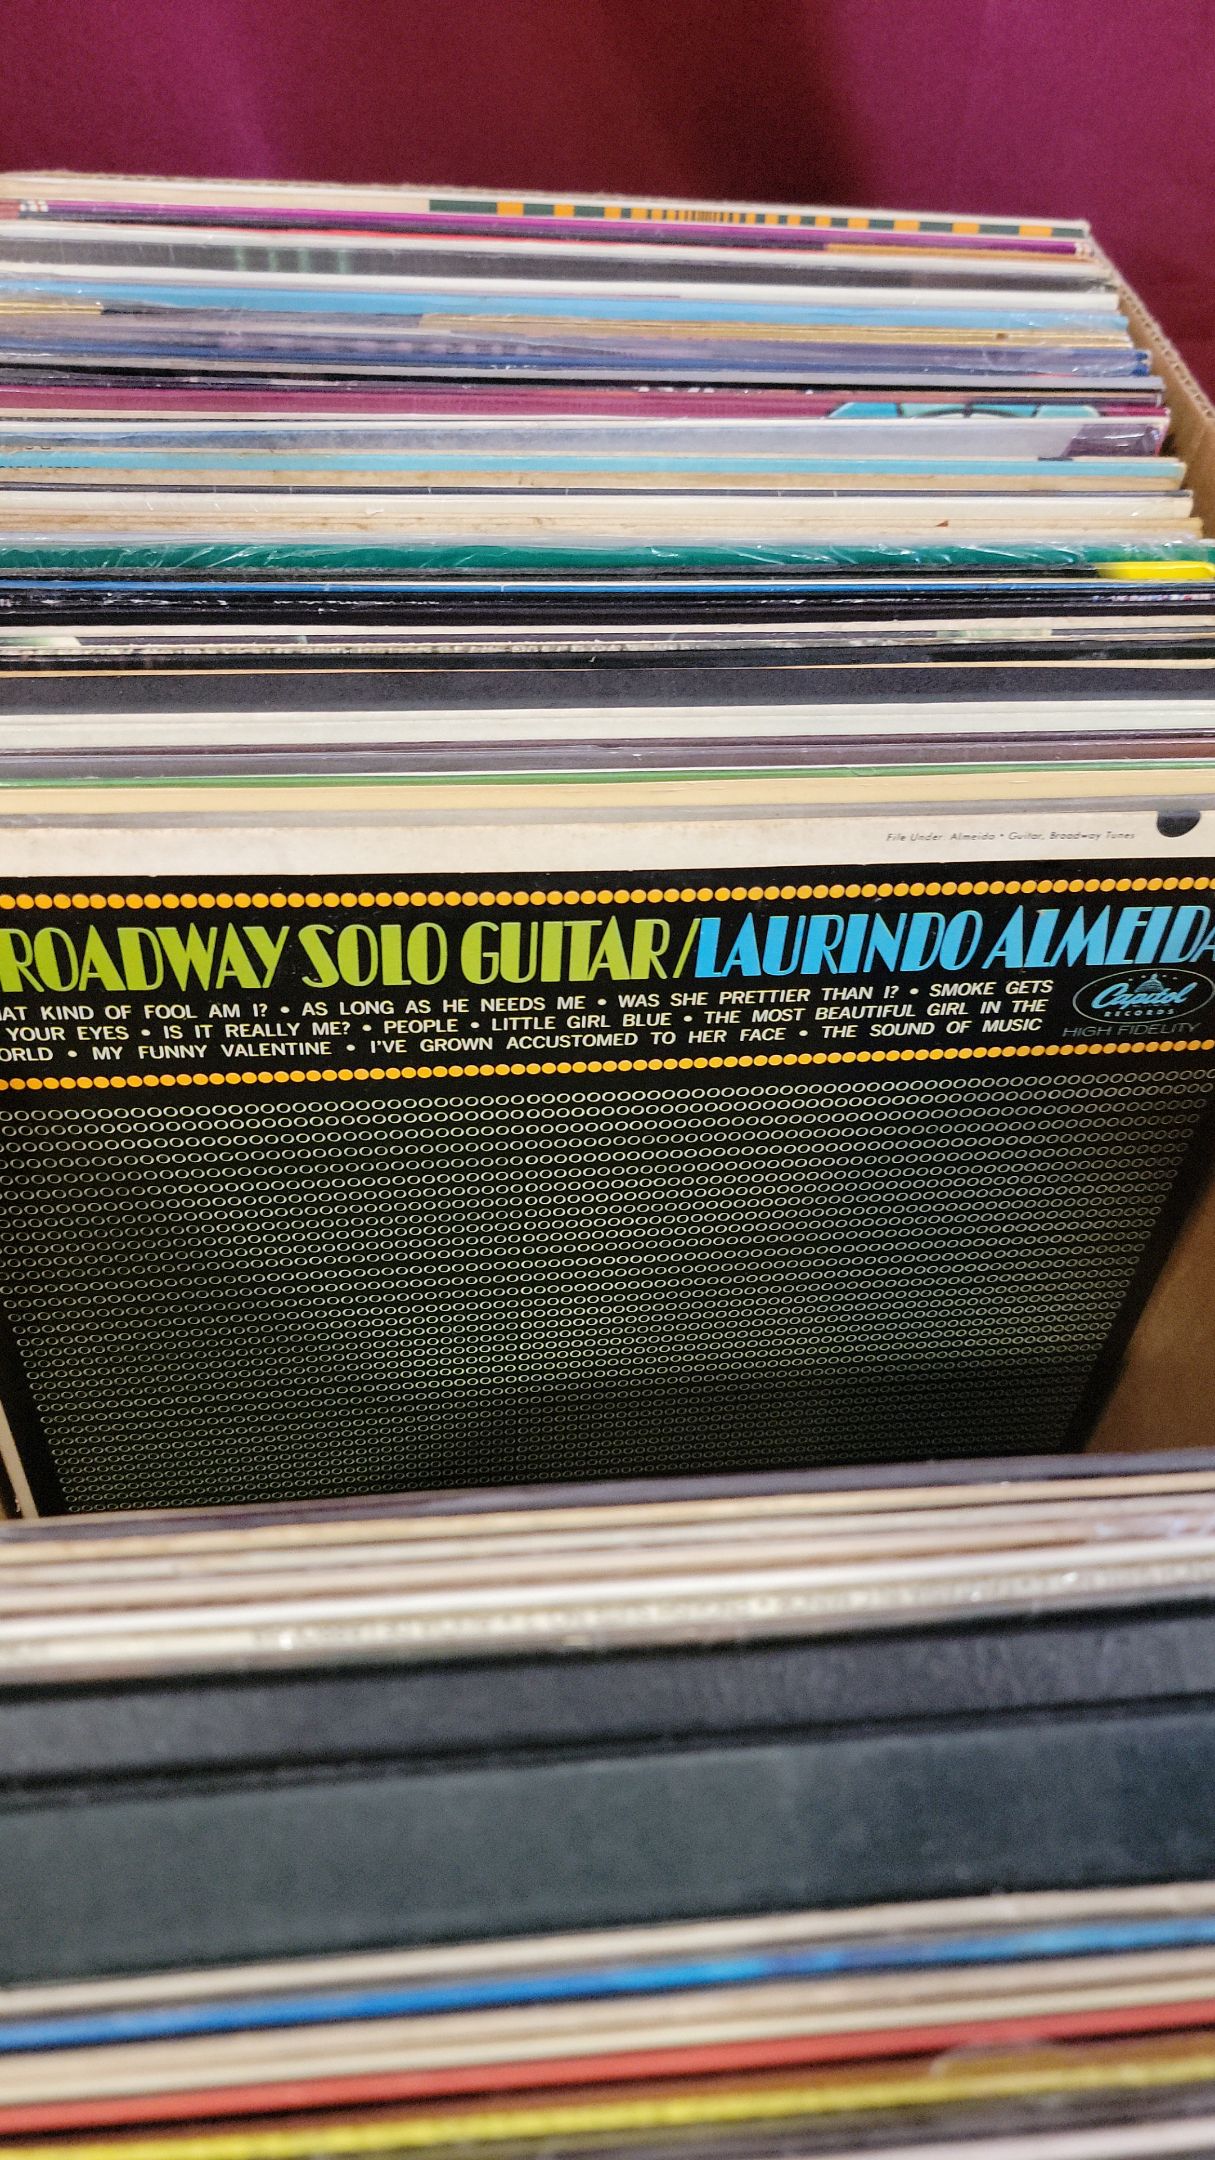 File Under: Almeida • Guitar, Broadway Tunes
ROADWAY SOLO GUITAR/LAURINDO ALMEIDA
AT KIND OF FOOL AM I? • AS LONG AS HE NEEDS ME • WAS SHE PRETTIER THAN I? • SMOKE GETS
YOUR EYES • IS IT REALLY ME? • PEOPLE • LITTLE GIRL BLUE • THE MOST BEAUTIFUL GIRL IN THE
ORLD • MY FUNNY VALENTINE • I'VE GROWN ACCUSTOMED TO HER FACE • THE SOUND OF MUSIC
Capitol
RECORDS
HIGH FIDELITY